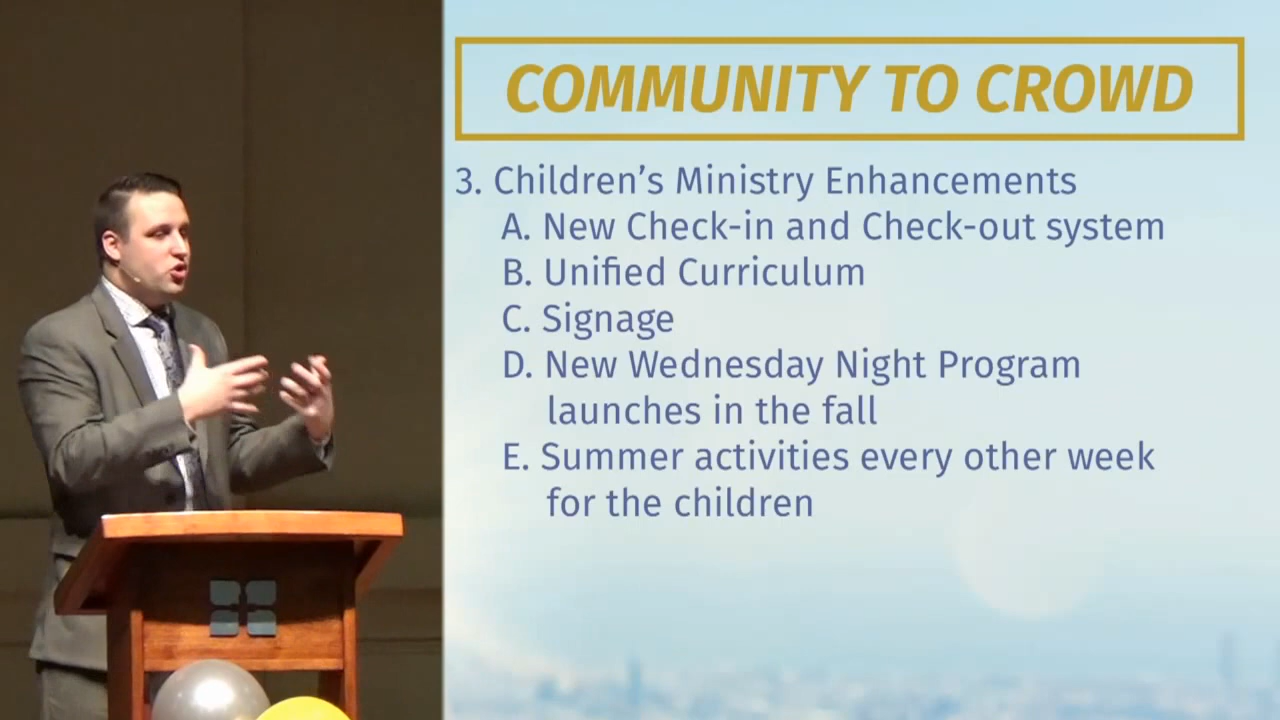 COMMUNITY TO CROWD
3. Children's Ministry Enhancements
A. New Check-in and Check-out system
B. Unified Curriculum
C. Signage
D. New Wednesday Night Program
launches in the fall
E. Summer activities every other week
for the children